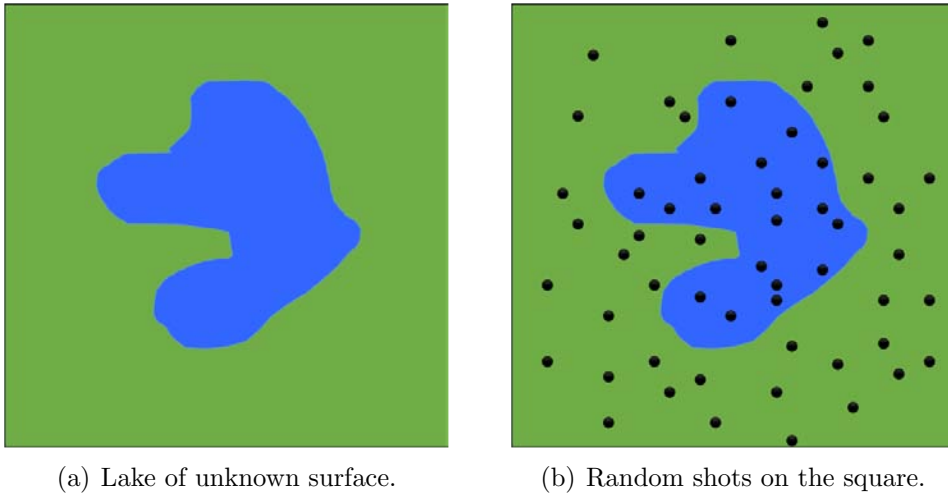 (a) Lake of unknown surface.
(b) Random shots on the square.